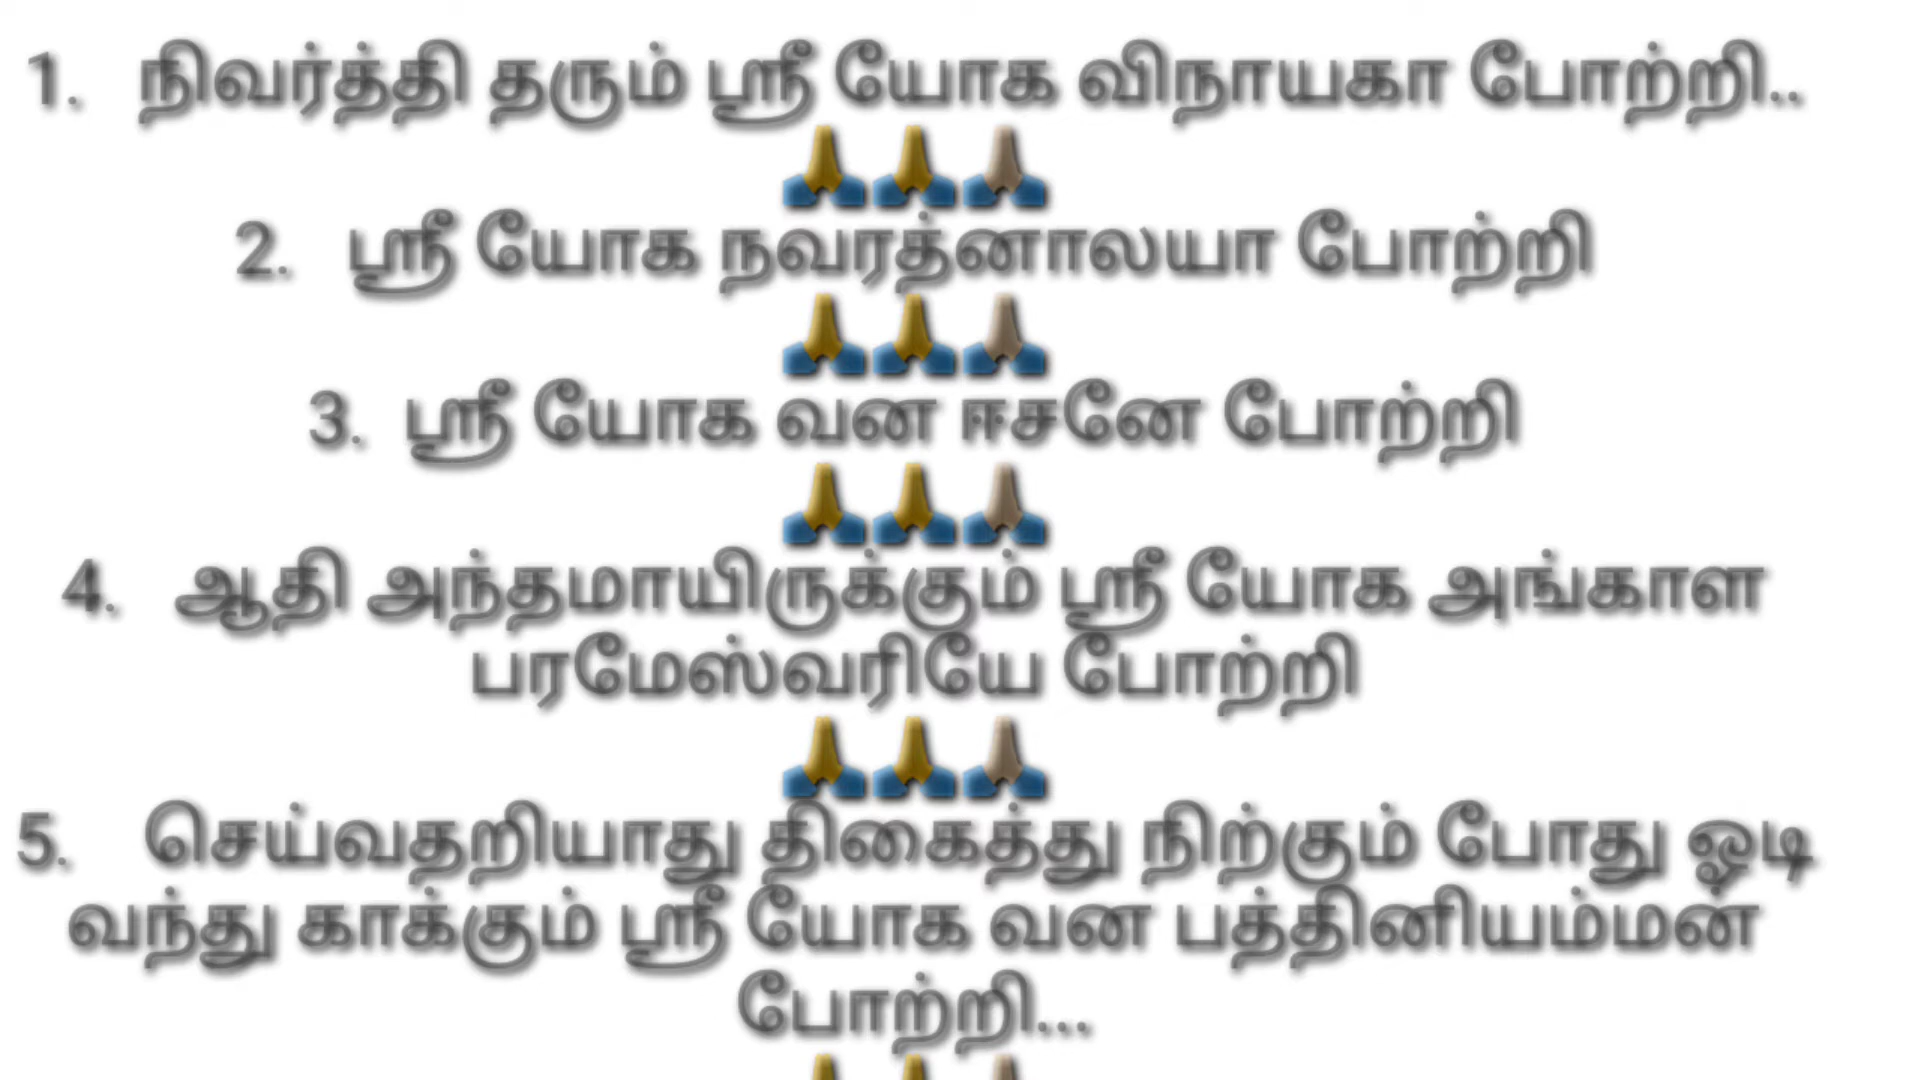 1. நிவர்த்தி தரும் ஸ்ரீ யோக விநாயகா போற்றி..
🙏🙏🙏
2. ஸ்ரீ யோக நவரத்னாலயா போற்றி
🙏🙏🙏
3. ஸ்ரீ யோக வன ஈசனே போற்றி
🙏🙏🙏
4. ஆதி அந்தமாயிருக்கும் ஸ்ரீ யோக அங்காள
பரமேஸ்வரியே போற்றி
🙏🙏🙏
5. செய்வதறியாது திகைத்து நிற்கும் போது ஓடி
வந்து காக்கும் ஸ்ரீ யோக வன பத்தினியம்மன்
போற்றி...